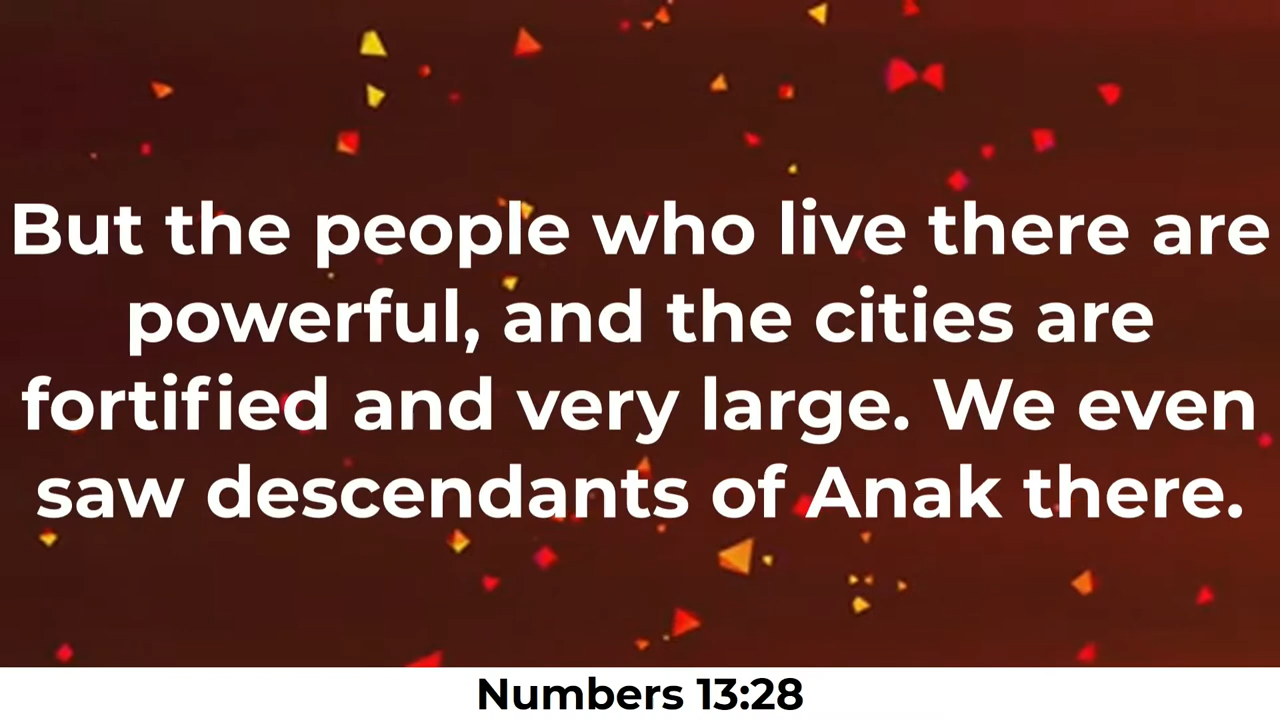 But the people who live there are
powerful, and the cities are
fortified and very large. We even
saw descendants of Anak there.
Numbers 13:28